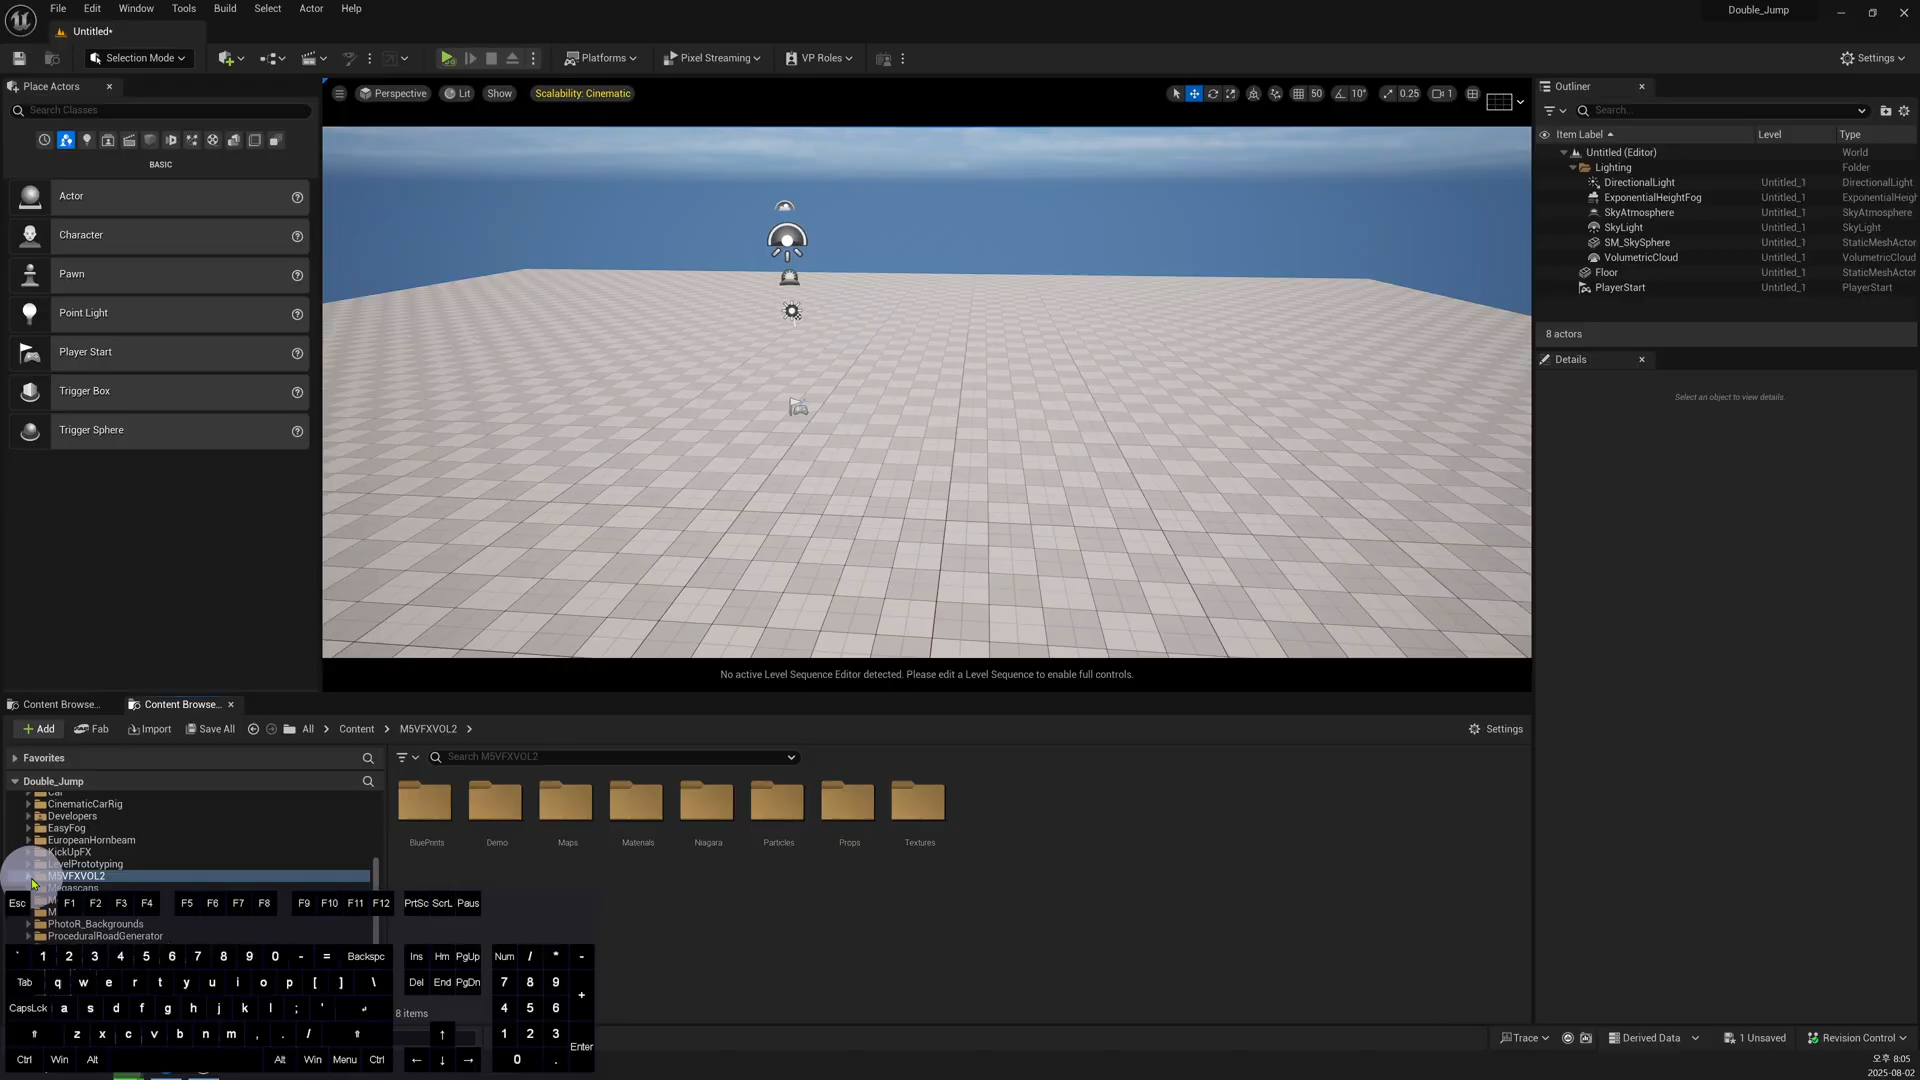 File Edit Window Tools Build Select Actor Help
Double_Jump
Untitled*
Selection Mode
Platforms
Pixel Streaming
VP Roles
Settings
Place Actors
Search Classes
BASIC
Actor
Character
Pawn
Point Light
Player Start
Trigger Box
Trigger Sphere
Perspective Lit Show Scalability: Cinematic
50 10° 0.25 1
No active Level Sequence Editor detected. Please edit a Level Sequence to enable full controls.
Outliner
Search...
Item Label Level Type
Untitled (Editor) World
Lighting Folder
DirectionalLight Untitled_1 DirectionalLight
ExponentialHeightFog Untitled_1 ExponentialHeigh
SkyAtmosphere Untitled_1 SkyAtmosphere
SkyLight Untitled_1 SkyLight
SM_SkySphere Untitled_1 StaticMeshActor
VolumetricCloud Untitled_1 VolumetricCloud
Floor Untitled_1 StaticMeshActor
PlayerStart Untitled_1 PlayerStart
8 actors
Details
Select an object to view details.
Content Browse... Content Browse...
Add Fab Import Save All All Content M5VFXVOL2 Settings
Favorites
Search M5VFXVOL2
Double_Jump
Car
CinematicCarRig
Developers
EasyFog
EuropeanHornbeam
KickUpFX
LevelPrototyping
M5VFXVOL2
Megascans
M
M
PhotoR_Backgrounds
ProceduralRoadGenerator
BluePrints Demo Maps Materials Niagara Particles Props Textures
8 items
Esc F1 F2 F3 F4 F5 F6 F7 F8 F9 F10 F11 F12 PrtSc ScrL Paus
` 1 2 3 4 5 6 7 8 9 0 - = Backspc Ins Hm PgUp Num / * -
Tab q w e r t y u i o p [ ] \ Del End PgDn 7 8 9 +
CapsLck a s d f g h j k l ; ' ↵ 4 5 6
⇧ z x c v b n m , . / ⇧ ↑ 1 2 3 Enter
Ctrl Win Alt Alt Win Menu Ctrl ← ↓ → 0 .
Trace Derived Data 1 Unsaved Revision Control
오후 8:05
2025-08-02